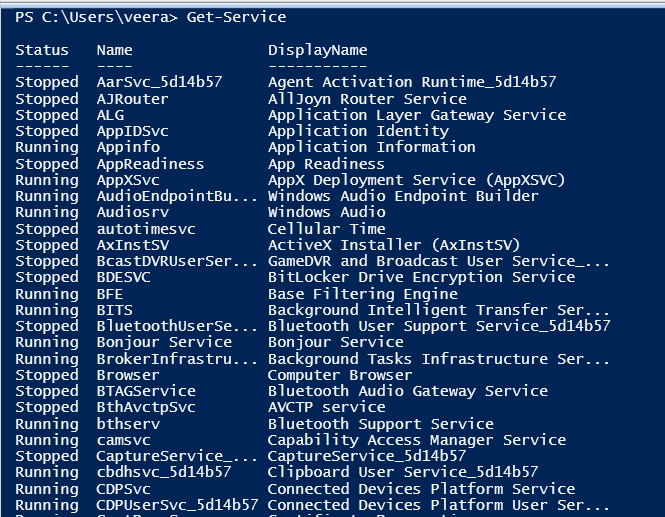 PS C:\Users\veera> Get-Service
Status Name DisplayName
------ ---- -----------
Stopped AarSvc_5d14b57 Agent Activation Runtime_5d14b57
Stopped AJRouter AllJoyn Router Service
Stopped ALG Application Layer Gateway Service
Stopped AppIDSvc Application Identity
Running Appinfo Application Information
Stopped AppReadiness App Readiness
Running AppXSvc AppX Deployment Service (AppXSVC)
Running AudioEndpointBu... Windows Audio Endpoint Builder
Running Audiosrv Windows Audio
Stopped autotimesvc Cellular Time
Stopped AxInstSV ActiveX Installer (AxInstSV)
Stopped BcastDVRUserSer... GameDVR and Broadcast User Service_...
Stopped BDESVC BitLocker Drive Encryption Service
Running BFE Base Filtering Engine
Running BITS Background Intelligent Transfer Ser...
Stopped BluetoothUserSe... Bluetooth User Support Service_5d14b57
Running Bonjour Service Bonjour Service
Running BrokerInfrastru... Background Tasks Infrastructure Ser...
Stopped Browser Computer Browser
Stopped BTAGService Bluetooth Audio Gateway Service
Stopped BthAvctpSvc AVCTP service
Running bthserv Bluetooth Support Service
Running camsvc Capability Access Manager Service
Stopped CaptureService_... CaptureService_5d14b57
Running cbdhsvc_5d14b57 Clipboard User Service_5d14b57
Running CDPSvc Connected Devices Platform Service
Running CDPUserSvc_5d14b57 Connected Devices Platform User Ser...